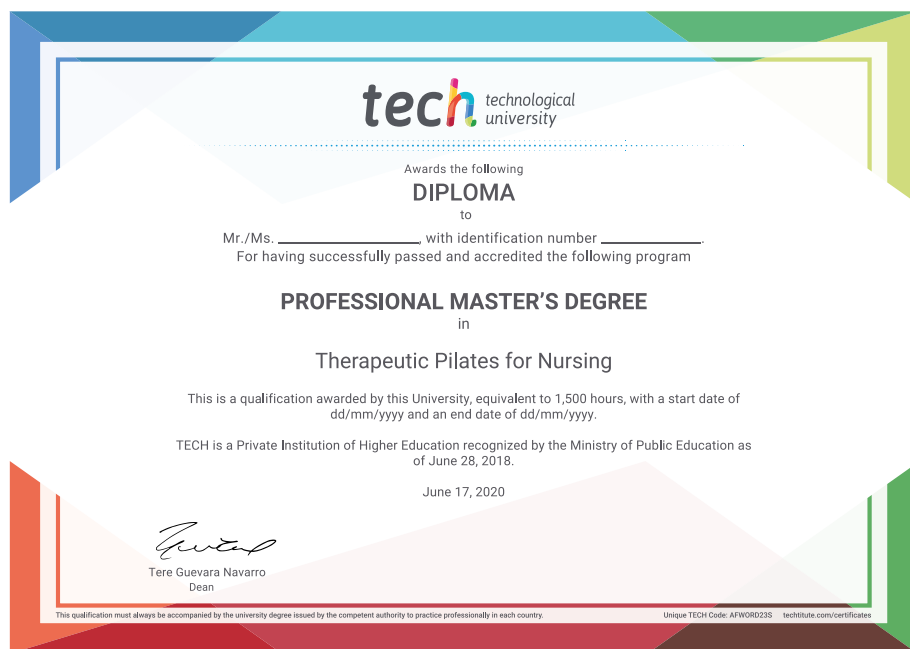 tech technological
university
Awards the following
DIPLOMA
to
Mr./Ms. ____________________, with identification number ______________.
For having successfully passed and accredited the following program
PROFESSIONAL MASTER'S DEGREE
in
Therapeutic Pilates for Nursing
This is a qualification awarded by this University, equivalent to 1,500 hours, with a start date of
dd/mm/yyyy and an end date of dd/mm/yyyy.
TECH is a Private Institution of Higher Education recognized by the Ministry of Public Education as
of June 28, 2018.
June 17, 2020
Tere Guevara Navarro
Dean
This qualification must always be accompanied by the university degree issued by the competent authority to practice professionally in each country.
Unique TECH Code: AFWORD23S techtitute.com/certificates